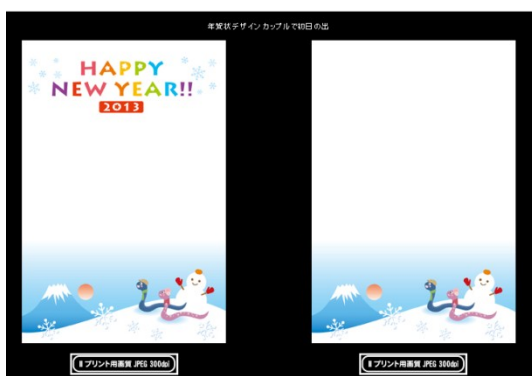 年賀状デザイン カップルで初日の出
HAPPY
NEW YEAR!!
2013
プリント用画質 JPEG 300dpi
プリント用画質 JPEG 300dpi